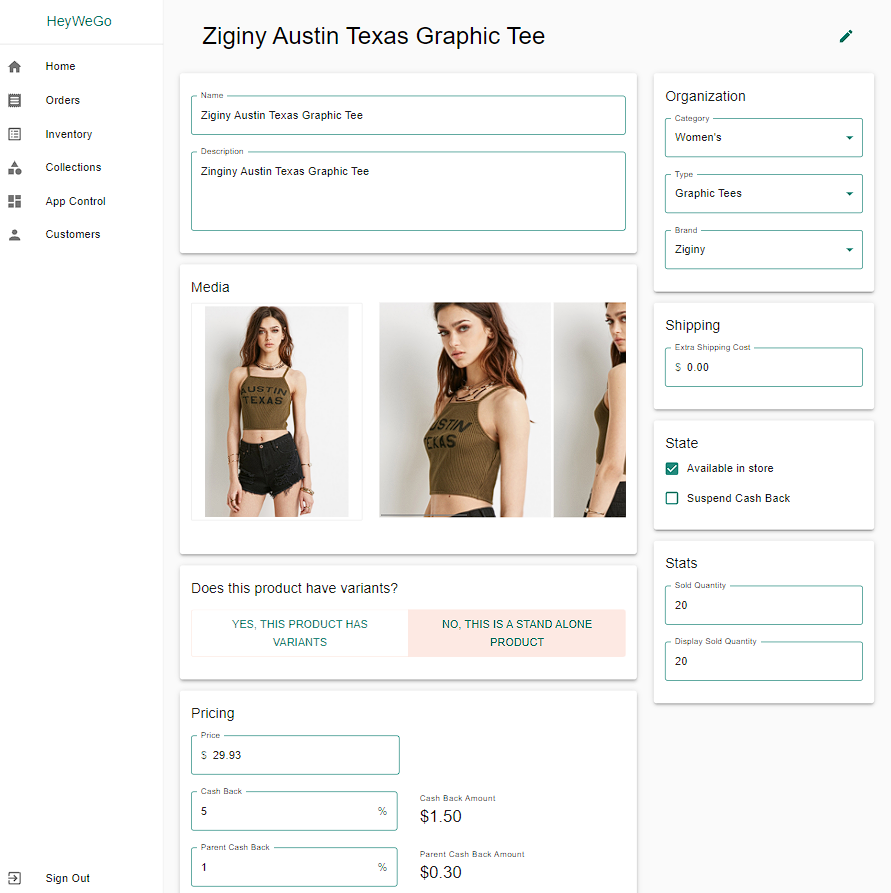 HeyWeGo
Home
Orders
Inventory
Collections
App Control
Customers
Sign Out
Ziginy Austin Texas Graphic Tee
Name
Ziginy Austin Texas Graphic Tee
Description
Zinginy Austin Texas Graphic Tee
Media
AUSTIN
TEXAS
USTIN
EXAS
Does this product have variants?
YES, THIS PRODUCT HAS
VARIANTS
NO, THIS IS A STAND ALONE
PRODUCT
Pricing
Price
$ 29.93
Cash Back
5 %
Cash Back Amount
$1.50
Parent Cash Back
1 %
Parent Cash Back Amount
$0.30
Organization
Category
Women's
Type
Graphic Tees
Brand
Ziginy
Shipping
Extra Shipping Cost
$ 0.00
State
Available in store
Suspend Cash Back
Stats
Sold Quantity
20
Display Sold Quantity
20